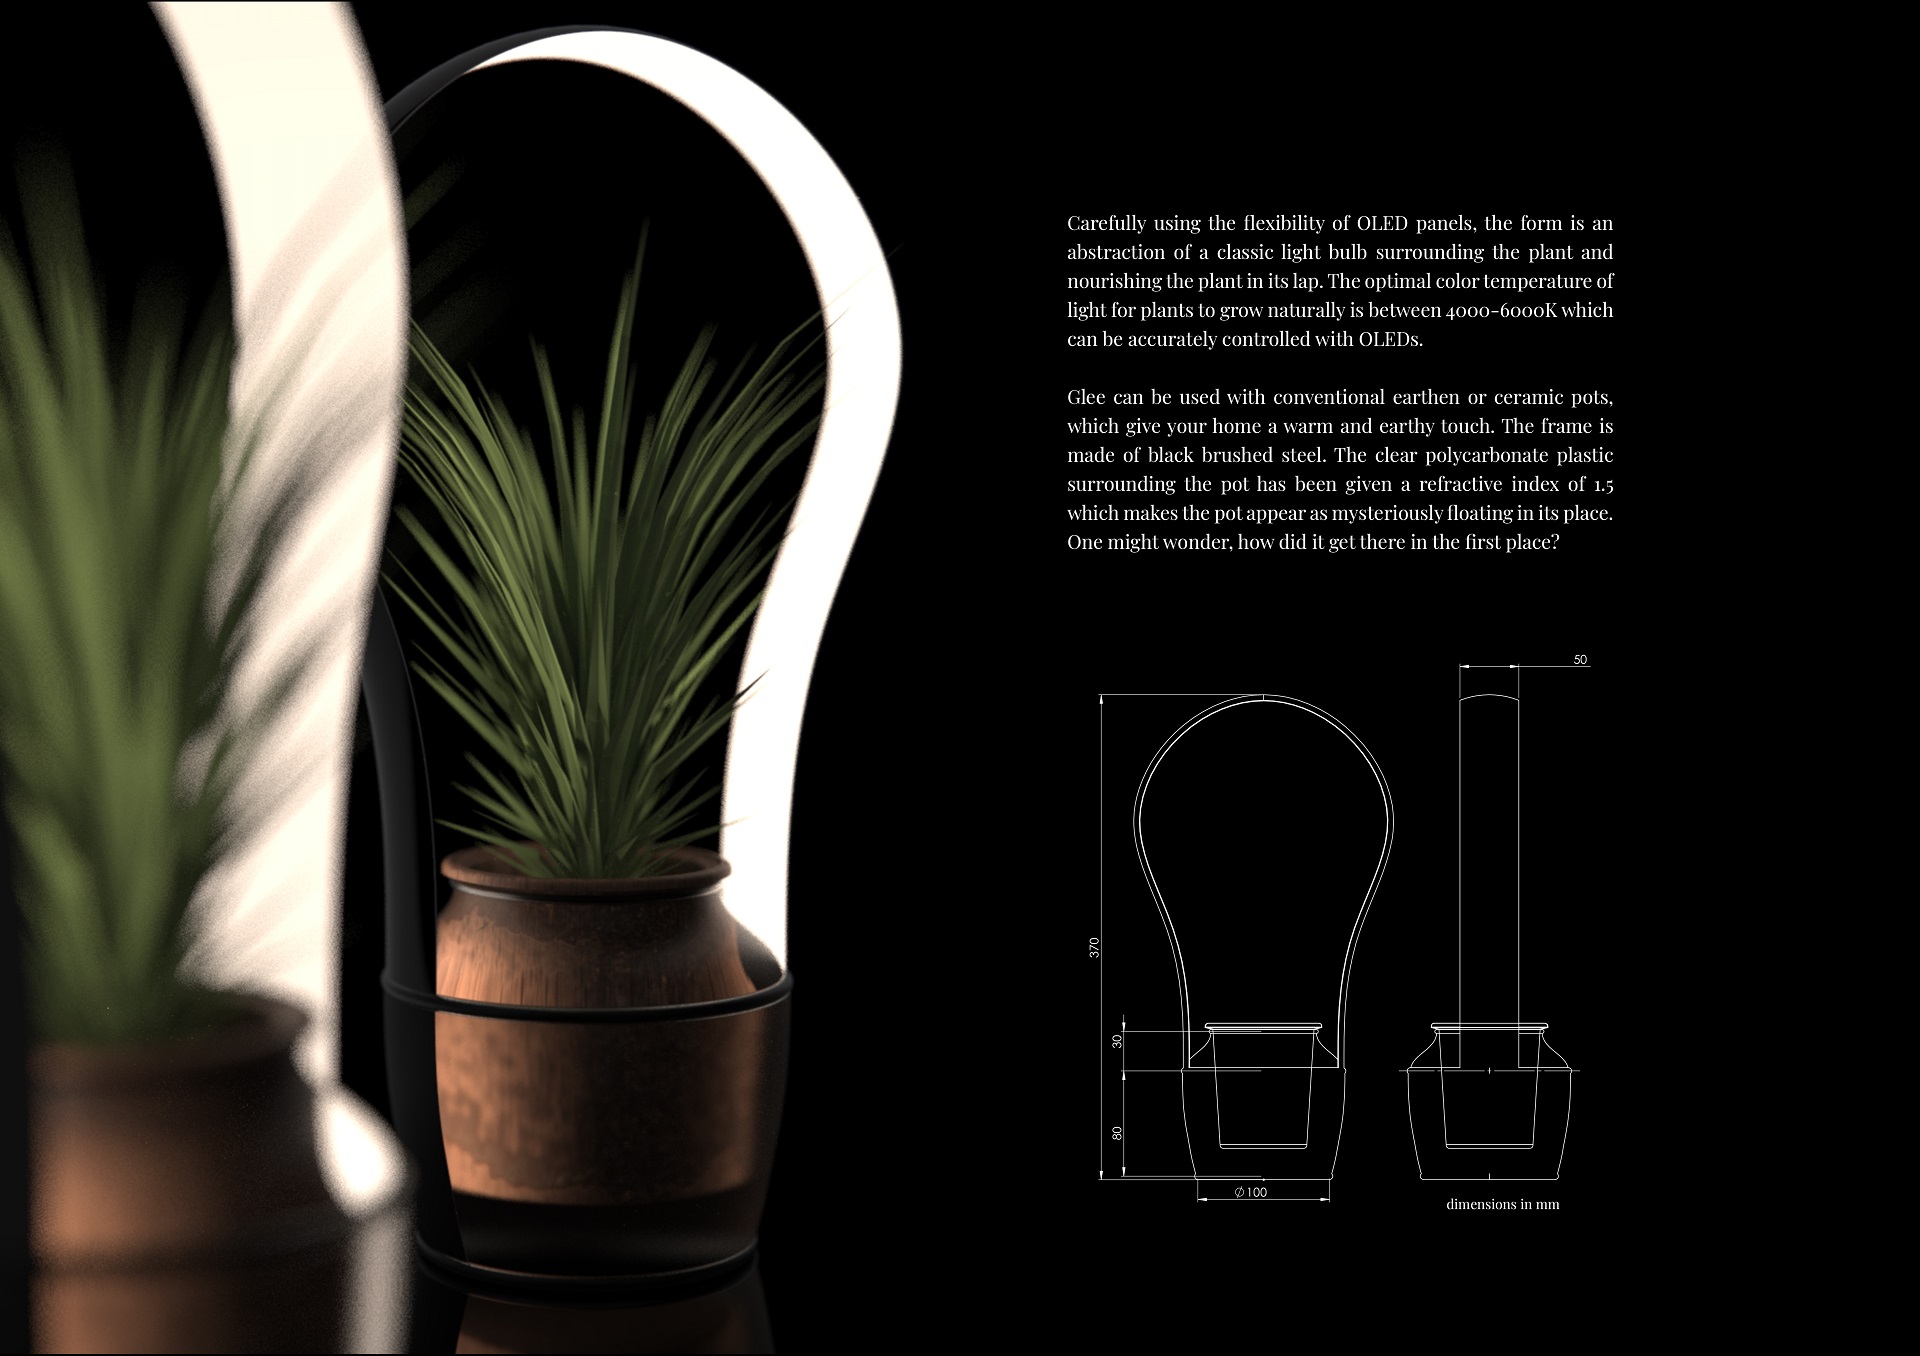 Carefully using the flexibility of OLED panels, the form is an
abstraction of a classic light bulb surrounding the plant and
nourishing the plant in its lap. The optimal color temperature of
light for plants to grow naturally is between 4000-6000K which
can be accurately controlled with OLEDs.
Glee can be used with conventional earthen or ceramic pots,
which give your home a warm and earthy touch. The frame is
made of black brushed steel. The clear polycarbonate plastic
surrounding the pot has been given a refractive index of 1.5
which makes the pot appear as mysteriously floating in its place.
One might wonder, how did it get there in the first place?
50
370
30
80
∅100
dimensions in mm